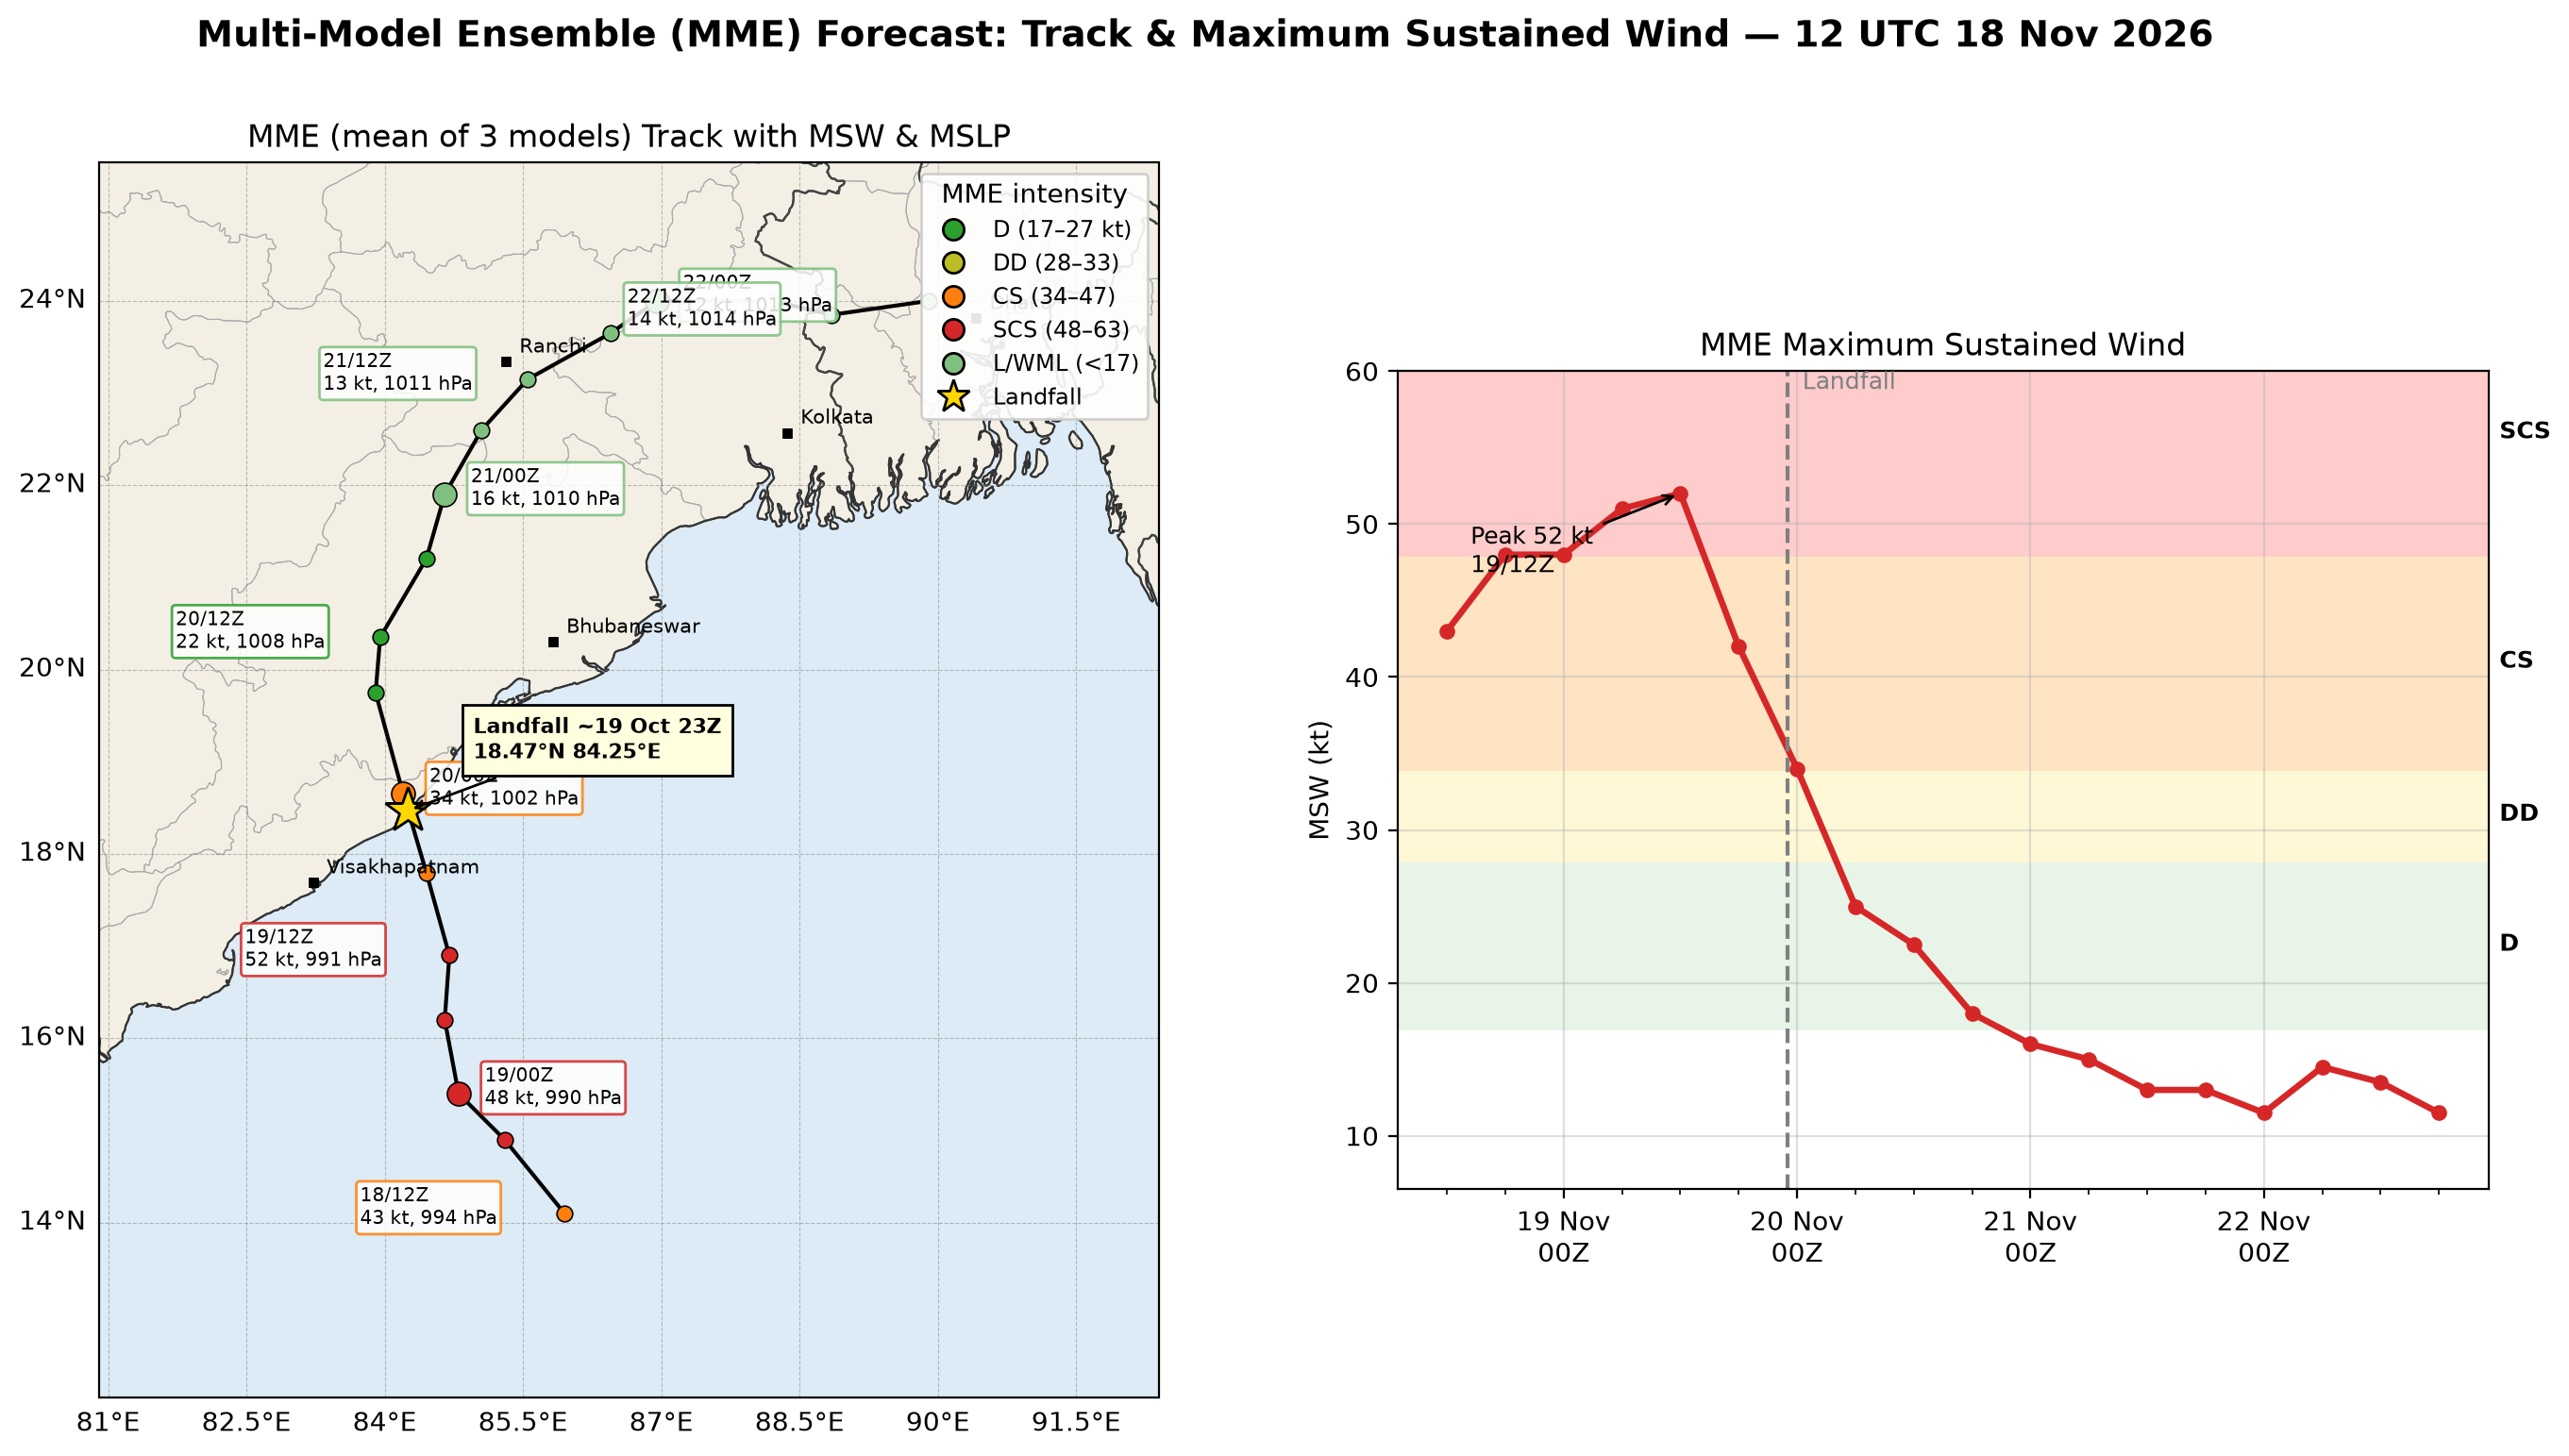 Multi-Model Ensemble (MME) Forecast: Track & Maximum Sustained Wind — 12 UTC 18 Nov 2026
MME (mean of 3 models) Track with MSW & MSLP
MME intensity
D (17–27 kt)
DD (28–33)
CS (34–47)
SCS (48–63)
L/WML (<17)
Landfall
24°N
22°N
20°N
18°N
16°N
14°N
81°E
82.5°E
84°E
85.5°E
87°E
88.5°E
90°E
91.5°E
22/00Z
12 kt, 1013 hPa
22/12Z
14 kt, 1014 hPa
Ranchi
21/12Z
13 kt, 1011 hPa
Kolkata
21/00Z
16 kt, 1010 hPa
20/12Z
22 kt, 1008 hPa
Bhubaneswar
Landfall ~19 Oct 23Z
18.47°N 84.25°E
20/00Z
34 kt, 1002 hPa
Visakhapatnam
19/12Z
52 kt, 991 hPa
19/00Z
48 kt, 990 hPa
18/12Z
43 kt, 994 hPa
MME Maximum Sustained Wind
Landfall
Peak 52 kt
19/12Z
MSW (kt)
60
50
40
30
20
10
SCS
CS
DD
D
19 Nov
00Z
20 Nov
00Z
21 Nov
00Z
22 Nov
00Z